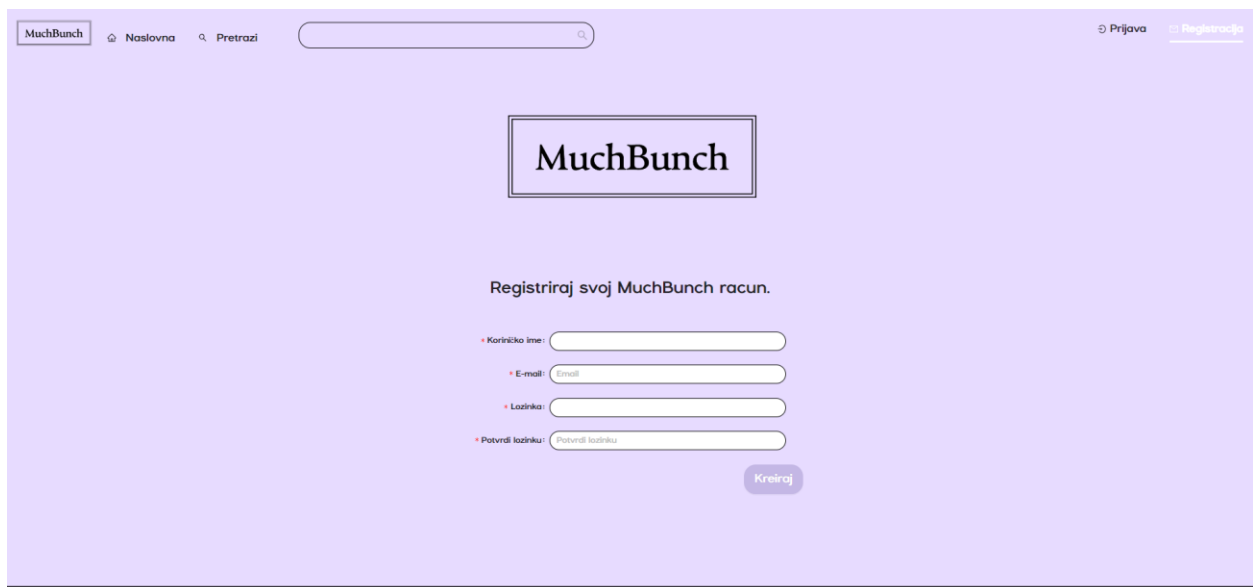 MuchBunch Naslovna Pretrazi Prijava Registracija
MuchBunch
Registriraj svoj MuchBunch racun.
* Koriničko ime:
* E-mail: Email
* Lozinka:
* Potvrdi lozinku: Potvrdi lozinku
Kreiraj